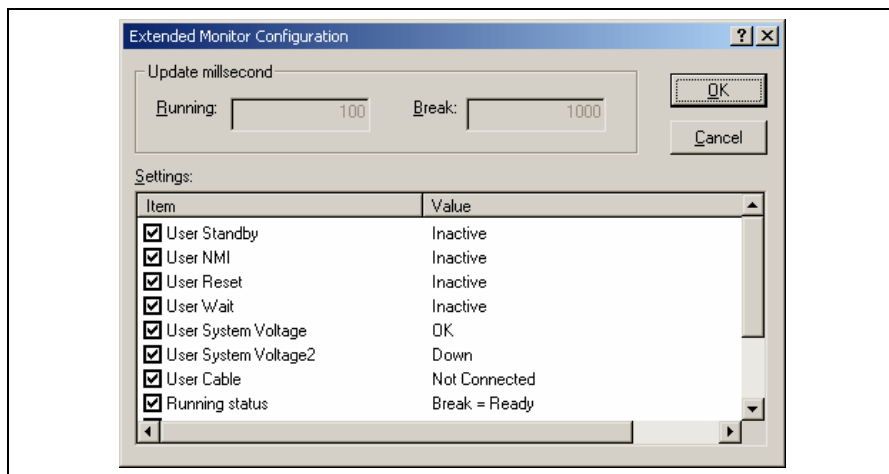 Extended Monitor Configuration
Update millsecond
Running: 100 Break: 1000
OK
Cancel
Settings:
Item Value
User Standby Inactive
User NMI Inactive
User Reset Inactive
User Wait Inactive
User System Voltage OK
User System Voltage2 Down
User Cable Not Connected
Running status Break = Ready